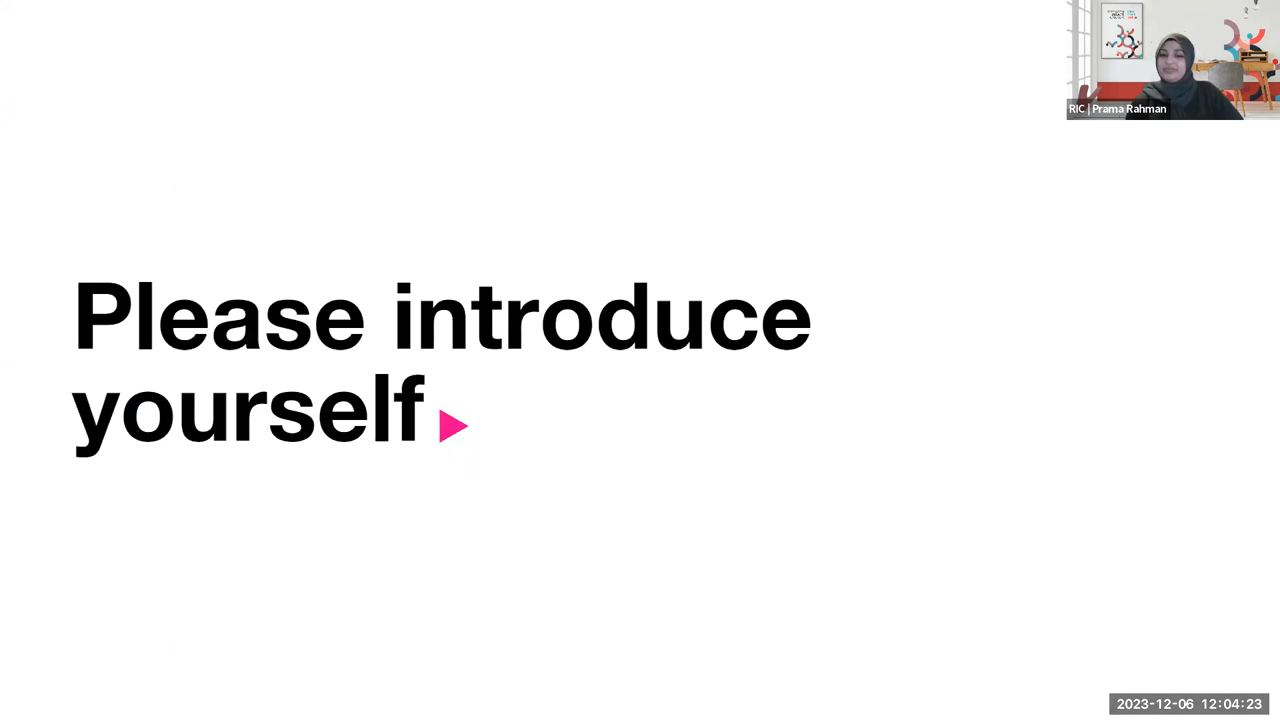 RIC | Prama Rahman
Please introduce
yourself
2023-12-06 12:04:23